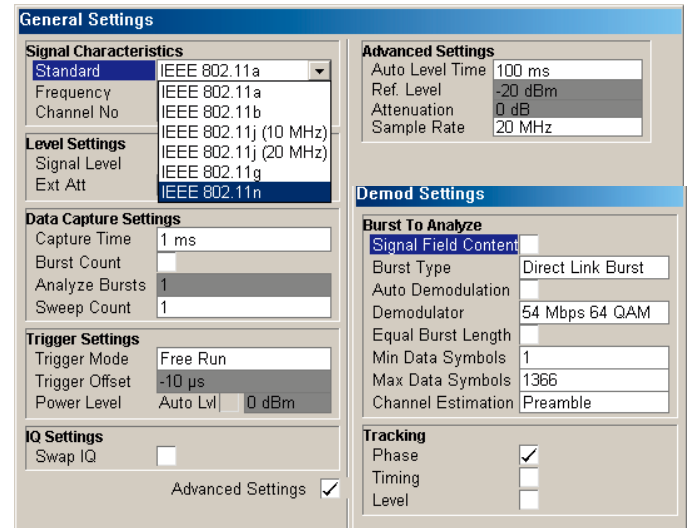 General Settings
Signal Characteristics
Standard IEEE 802.11a
Frequency IEEE 802.11a
Channel No IEEE 802.11b
IEEE 802.11j (10 MHz)
IEEE 802.11j (20 MHz)
IEEE 802.11g
IEEE 802.11n
Level Settings
Signal Level
Ext Att
Data Capture Settings
Capture Time 1 ms
Burst Count
Analyze Bursts 1
Sweep Count 1
Trigger Settings
Trigger Mode Free Run
Trigger Offset -10 µs
Power Level Auto Lvl 0 dBm
IQ Settings
Swap IQ
Advanced Settings
Advanced Settings
Auto Level Time 100 ms
Ref. Level -20 dBm
Attenuation 0 dB
Sample Rate 20 MHz
Demod Settings
Burst To Analyze
Signal Field Content
Burst Type Direct Link Burst
Auto Demodulation
Demodulator 54 Mbps 64 QAM
Equal Burst Length
Min Data Symbols 1
Max Data Symbols 1366
Channel Estimation Preamble
Tracking
Phase
Timing
Level